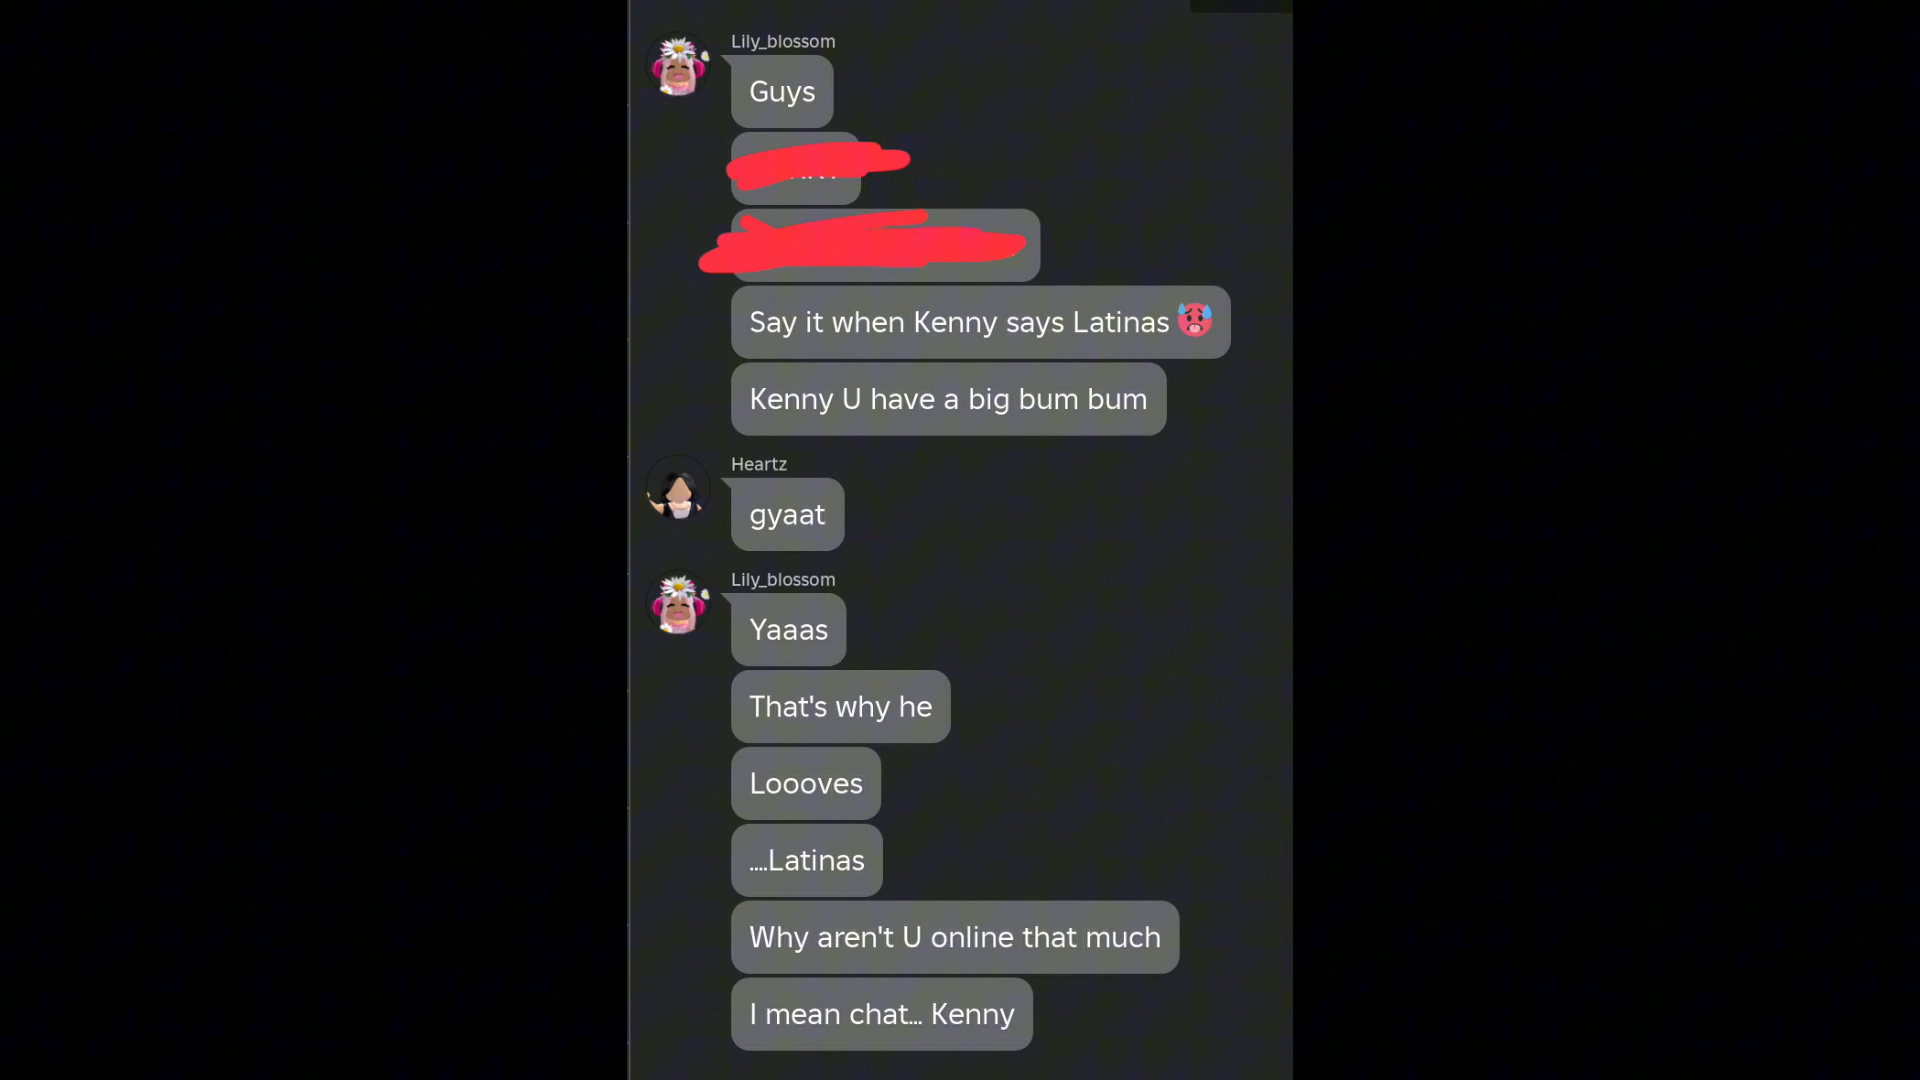 Lily_blossom
Guys
Say it when Kenny says Latinas 🥵
Kenny U have a big bum bum
Heartz
gyaat
Lily_blossom
Yaaas
That's why he
Loooves
....Latinas
Why aren't U online that much
I mean chat... Kenny